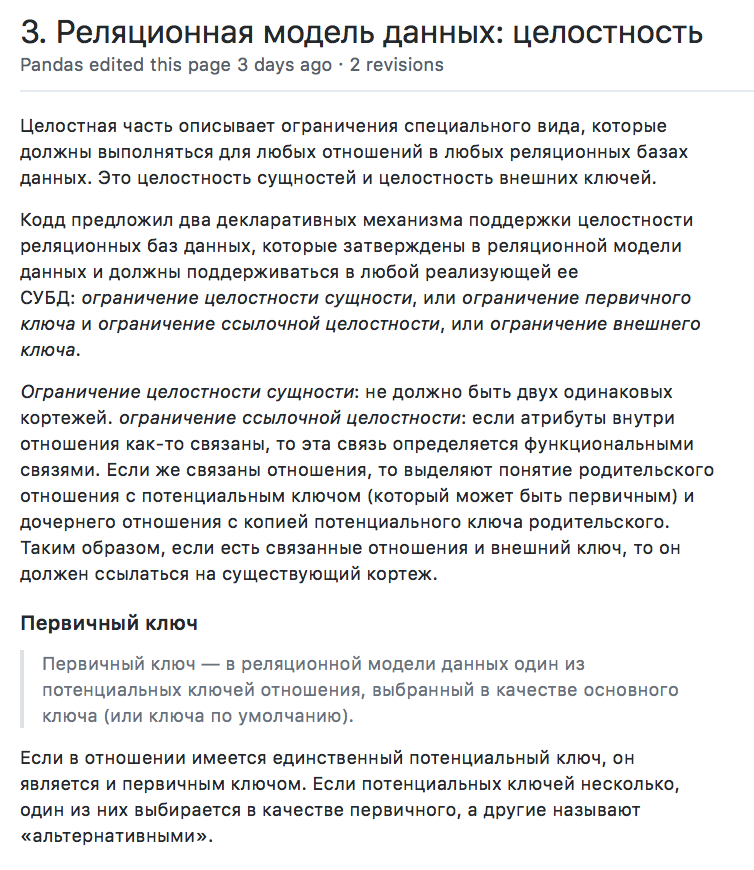 3. Реляционная модель данных: целостность
Pandas edited this page 3 days ago · 2 revisions
Целостная часть описывает ограничения специального вида, которые
должны выполняться для любых отношений в любых реляционных базах
данных. Это целостность сущностей и целостность внешних ключей.
Кодд предложил два декларативных механизма поддержки целостности
реляционных баз данных, которые затверждены в реляционной модели
данных и должны поддерживаться в любой реализующей ее
СУБД: ограничение целостности сущности, или ограничение первичного
ключа и ограничение ссылочной целостности, или ограничение внешнего
ключа.
Ограничение целостности сущности: не должно быть двух одинаковых
кортежей. ограничение ссылочной целостности: если атрибуты внутри
отношения как-то связаны, то эта связь определяется функциональными
связями. Если же связаны отношения, то выделяют понятие родительского
отношения с потенциальным ключом (который может быть первичным) и
дочернего отношения с копией потенциального ключа родительского.
Таким образом, если есть связанные отношения и внешний ключ, то он
должен ссылаться на существующий кортеж.
Первичный ключ
Первичный ключ — в реляционной модели данных один из
потенциальных ключей отношения, выбранный в качестве основного
ключа (или ключа по умолчанию).
Если в отношении имеется единственный потенциальный ключ, он
является и первичным ключом. Если потенциальных ключей несколько,
один из них выбирается в качестве первичного, а другие называют
«альтернативными».